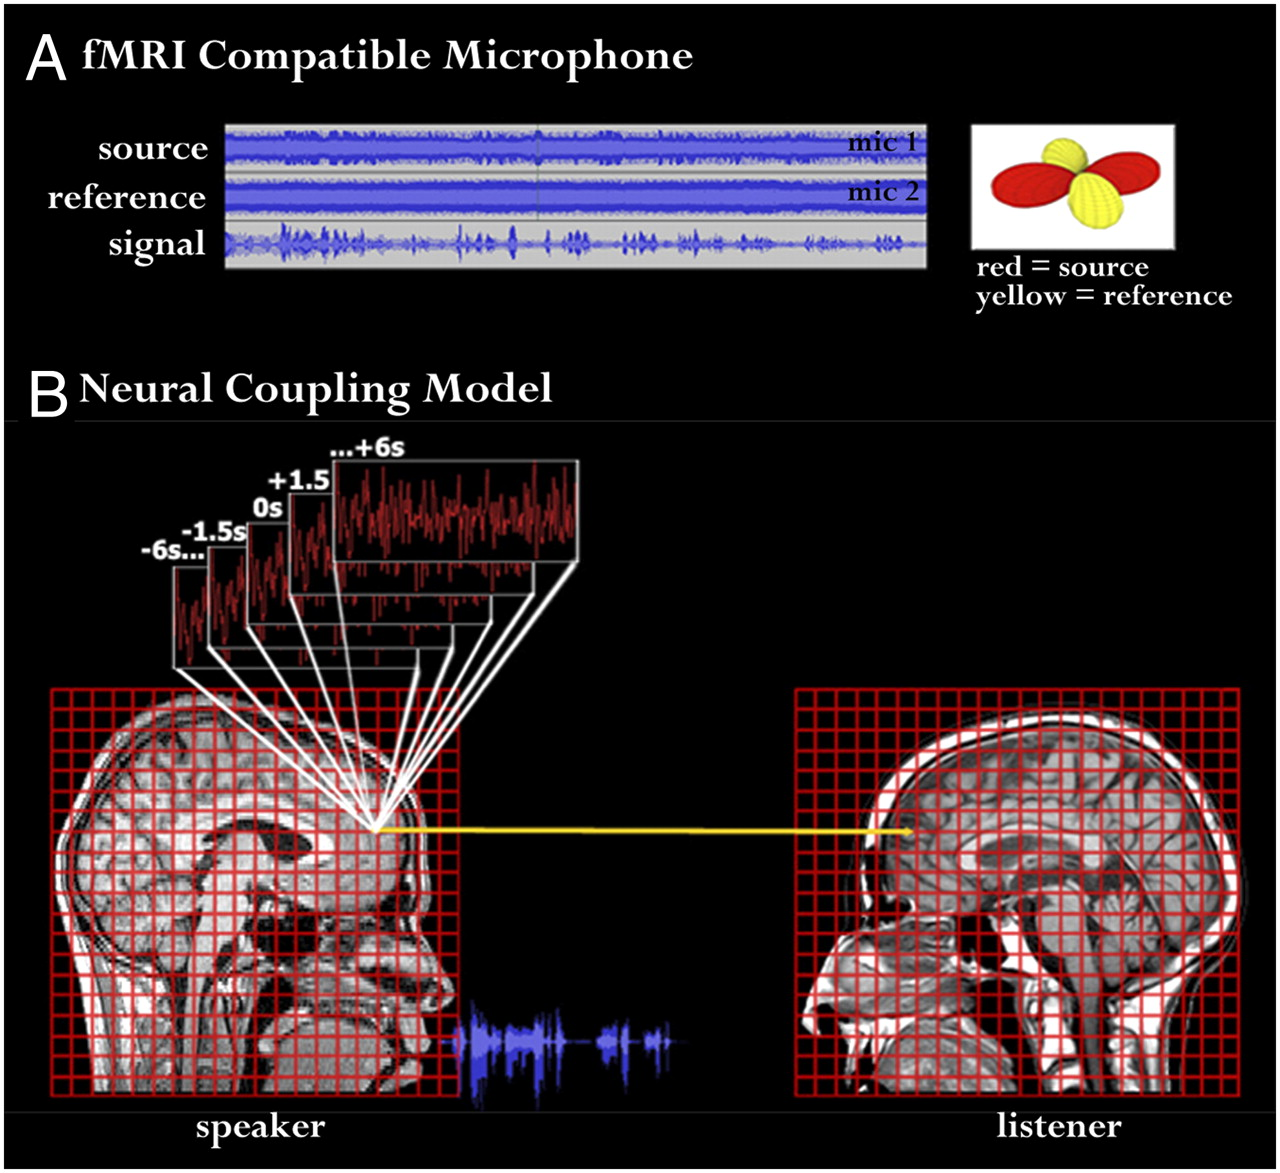 A fMRI Compatible Microphone
source
mic 1
reference
mic 2
signal
red = source
yellow = reference
B Neural Coupling Model
...+6s
+1.5
0s
-1.5s
-6s...
speaker
listener